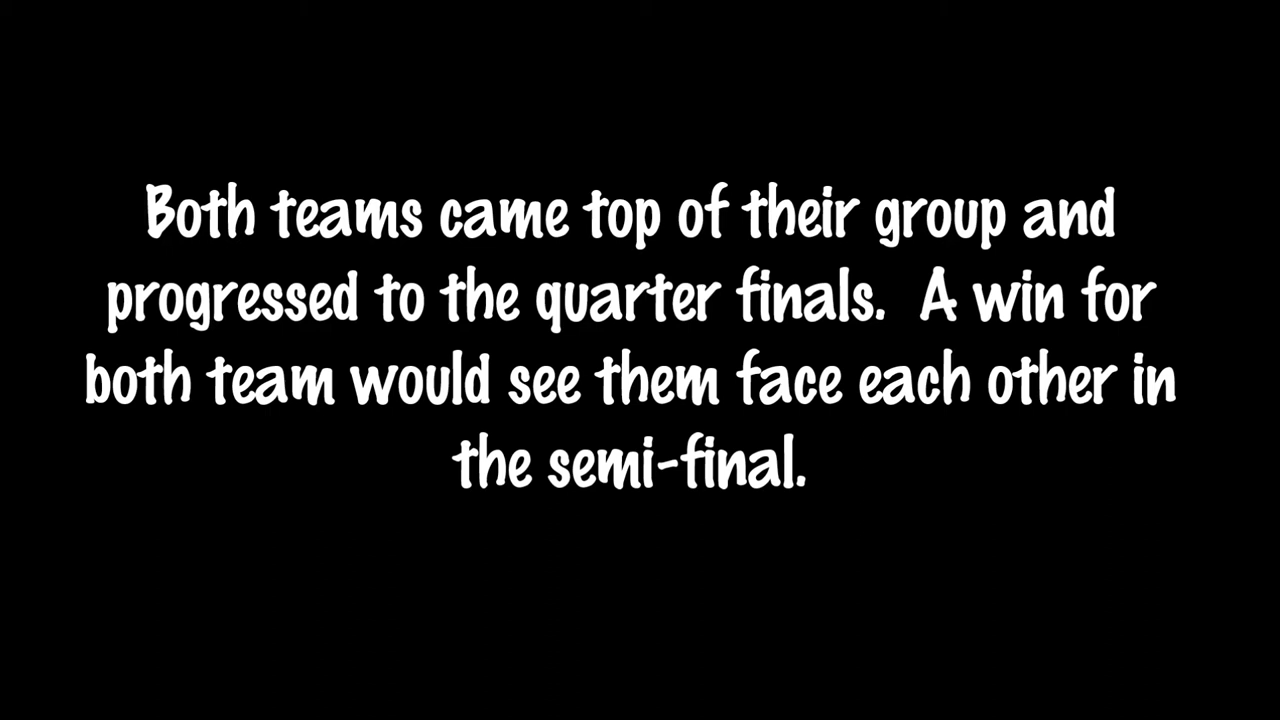 Both teams came top of their group and
progressed to the quarter finals.  A win for
both team would see them face each other in
the semi-final.